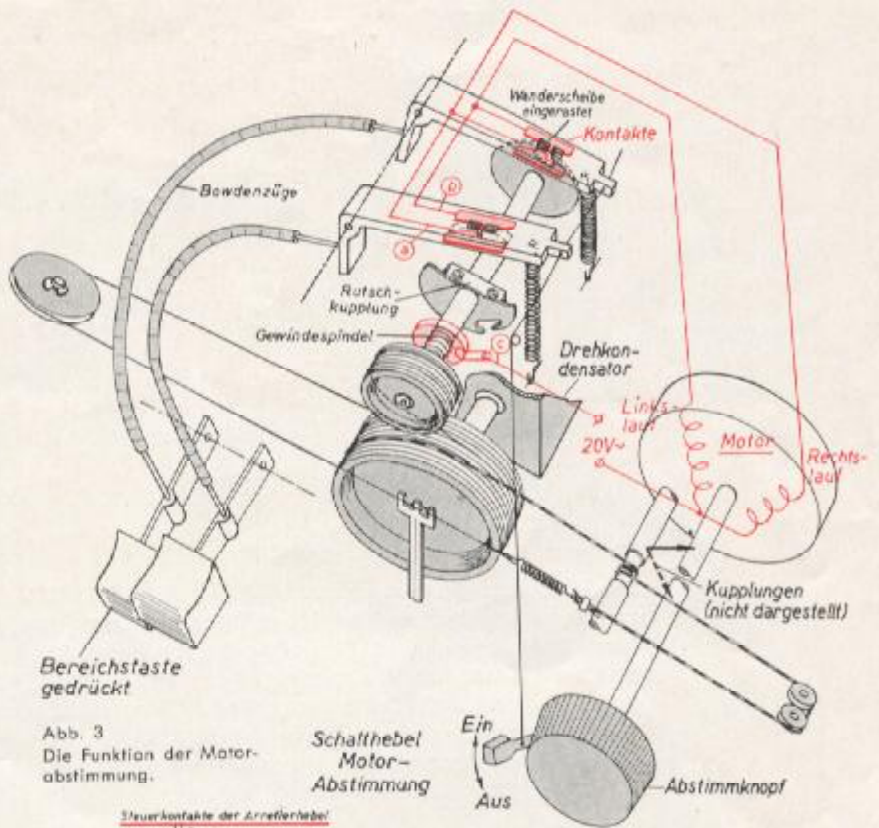 Wanderscheibe
eingerastet
Kontakte
Bowdenzüge
b
a
Rutsch-
kupplung
Gewindespindel
c
Drehkon-
densator
Links-
lauf
Motor
20V~
Rechts-
lauf
Kupplungen
(nicht dargestellt)
Bereichstaste
gedrückt
Abb. 3
Die Funktion der Motor-
abstimmung.
Schalthebel
Motor-
Abstimmung
Ein
Aus
Abstimmknopf
Steuerkontakte der Arretierhebel